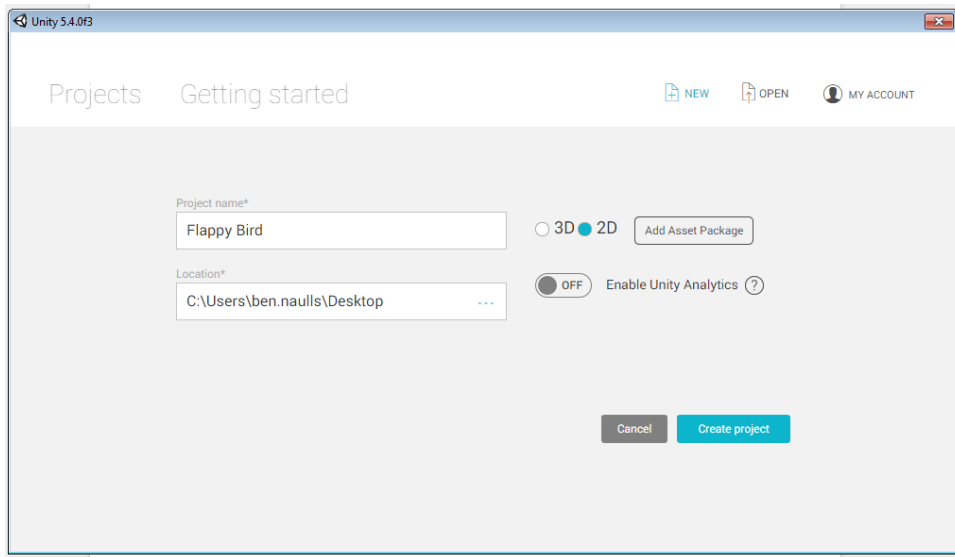 Unity 5.4.0f3
Projects Getting started NEW OPEN MY ACCOUNT
Project name*
Flappy Bird
3D 2D Add Asset Package
Location*
C:\Users\ben.naulls\Desktop ...
OFF Enable Unity Analytics ?
Cancel Create project